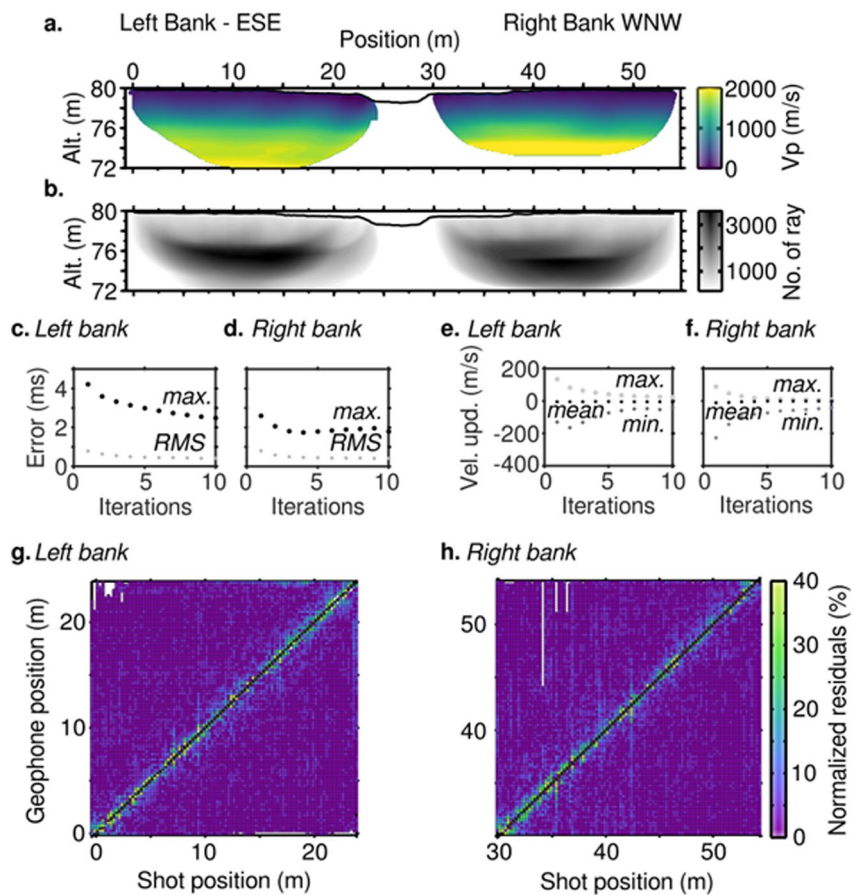 a. Left Bank - ESE Right Bank WNW
Position (m)
0 10 20 30 40 50
80 76 72
Alt. (m)
2000 1000 0
Vp (m/s)
b.
80 76 72
Alt. (m)
3000 1000
No. of ray
c. Left bank d. Right bank e. Left bank f. Right bank
Error (ms)
4 2 0
max.
RMS
0 5 10
Iterations
max.
RMS
0 5 10
Iterations
Vel. upd. (m/s)
200 0 -200 -400
max.
mean
min.
0 5 10
Iterations
max.
mean
min.
0 5 10
Iterations
g. Left bank h. Right bank
Geophone position (m)
20 10 0
0 10 20
Shot position (m)
50 40
30 40 50
Shot position (m)
40 30 20 10 0
Normalized residuals (%)